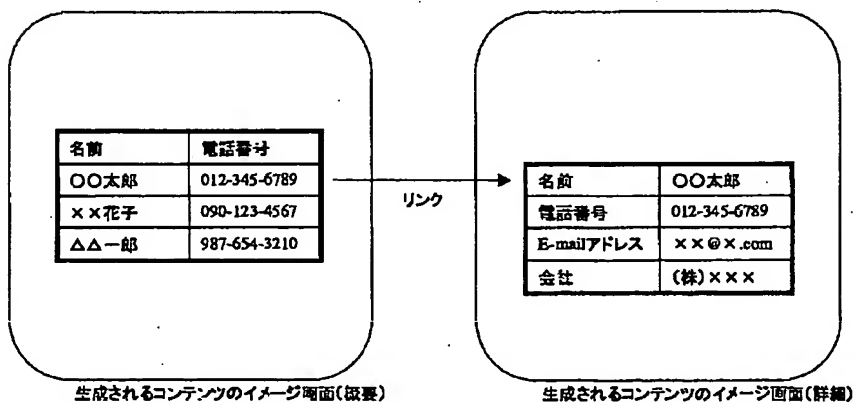 名前 電話番号
〇〇太郎 012-345-6789
××花子 090-123-4567
△△一郎 987-654-3210
リンク
名前 〇〇太郎
電話番号 012-345-6789
E-mailアドレス ××@×.com
会社 (株)×××
生成されるコンテンツのイメージ画面(概要)
生成されるコンテンツのイメージ画面(詳細)